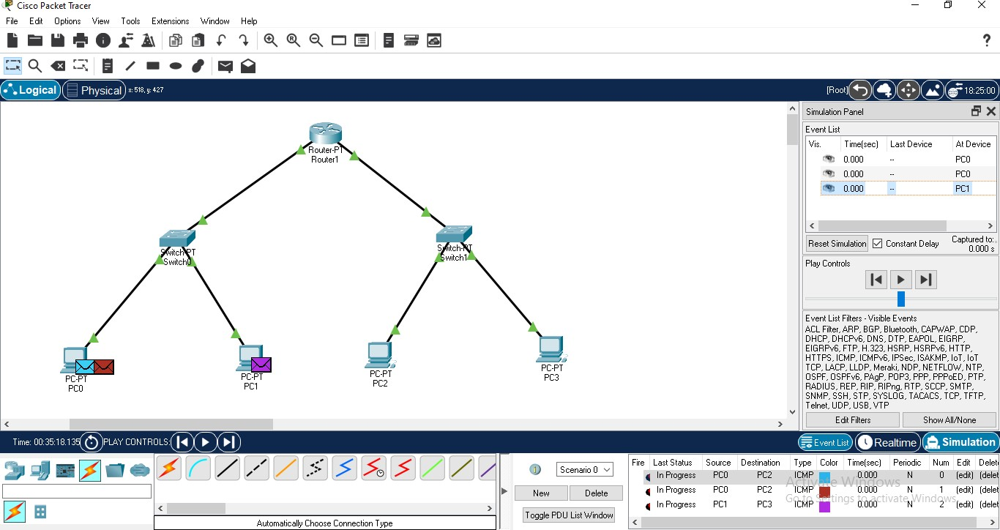 Cisco Packet Tracer
File Edit Options View Tools Extensions Window Help
Logical Physical x: 518, y: 427 [Root] 18:25:00
Simulation Panel
Event List
Vis. Time(sec) Last Device At Device
0.000 -- PC0
0.000 -- PC0
0.000 -- PC1
Reset Simulation Constant Delay Captured to:
0.000 s
Play Controls
Event List Filters - Visible Events
ACL Filter, ARP, BGP, Bluetooth, CAPWAP, CDP,
DHCP, DHCPv6, DNS, DTP, EAPOL, EIGRP,
EIGRPv6, FTP, H.323, HSRP, HSRPv6, HTTP,
HTTPS, ICMP, ICMPv6, IPSec, ISAKMP, IoT, IoT
TCP, LACP, LLDP, Meraki, NDP, NETFLOW, NTP,
OSPF, OSPFv6, PAgP, POP3, PPP, PPPoED, PTP,
RADIUS, REP, RIP, RIPng, RTP, SCCP, SMTP,
SNMP, SSH, STP, SYSLOG, TACACS, TCP, TFTP,
Telnet, UDP, USB, VTP
Edit Filters Show All/None
Router-PT
Router1
Switch-PT
Switch0
Switch-PT
Switch1
PC-PT
PC0
PC-PT
PC1
PC-PT
PC2
PC-PT
PC3
Time: 00:35:18.135 PLAY CONTROLS: Event List Realtime Simulation
Scenario 0
New Delete
Toggle PDU List Window
Automatically Choose Connection Type
Fire Last Status Source Destination Type Color Time(sec) Periodic Num Edit Delet
In Progress PC0 PC2 ICMP 0.000 N 0 (edit) (delet
In Progress PC0 PC2 ICMP 0.000 N 1 (edit) (delet
In Progress PC1 PC3 ICMP 0.000 N 2 (edit) (delet
Activate Windows
Go to Settings to activate Windows.